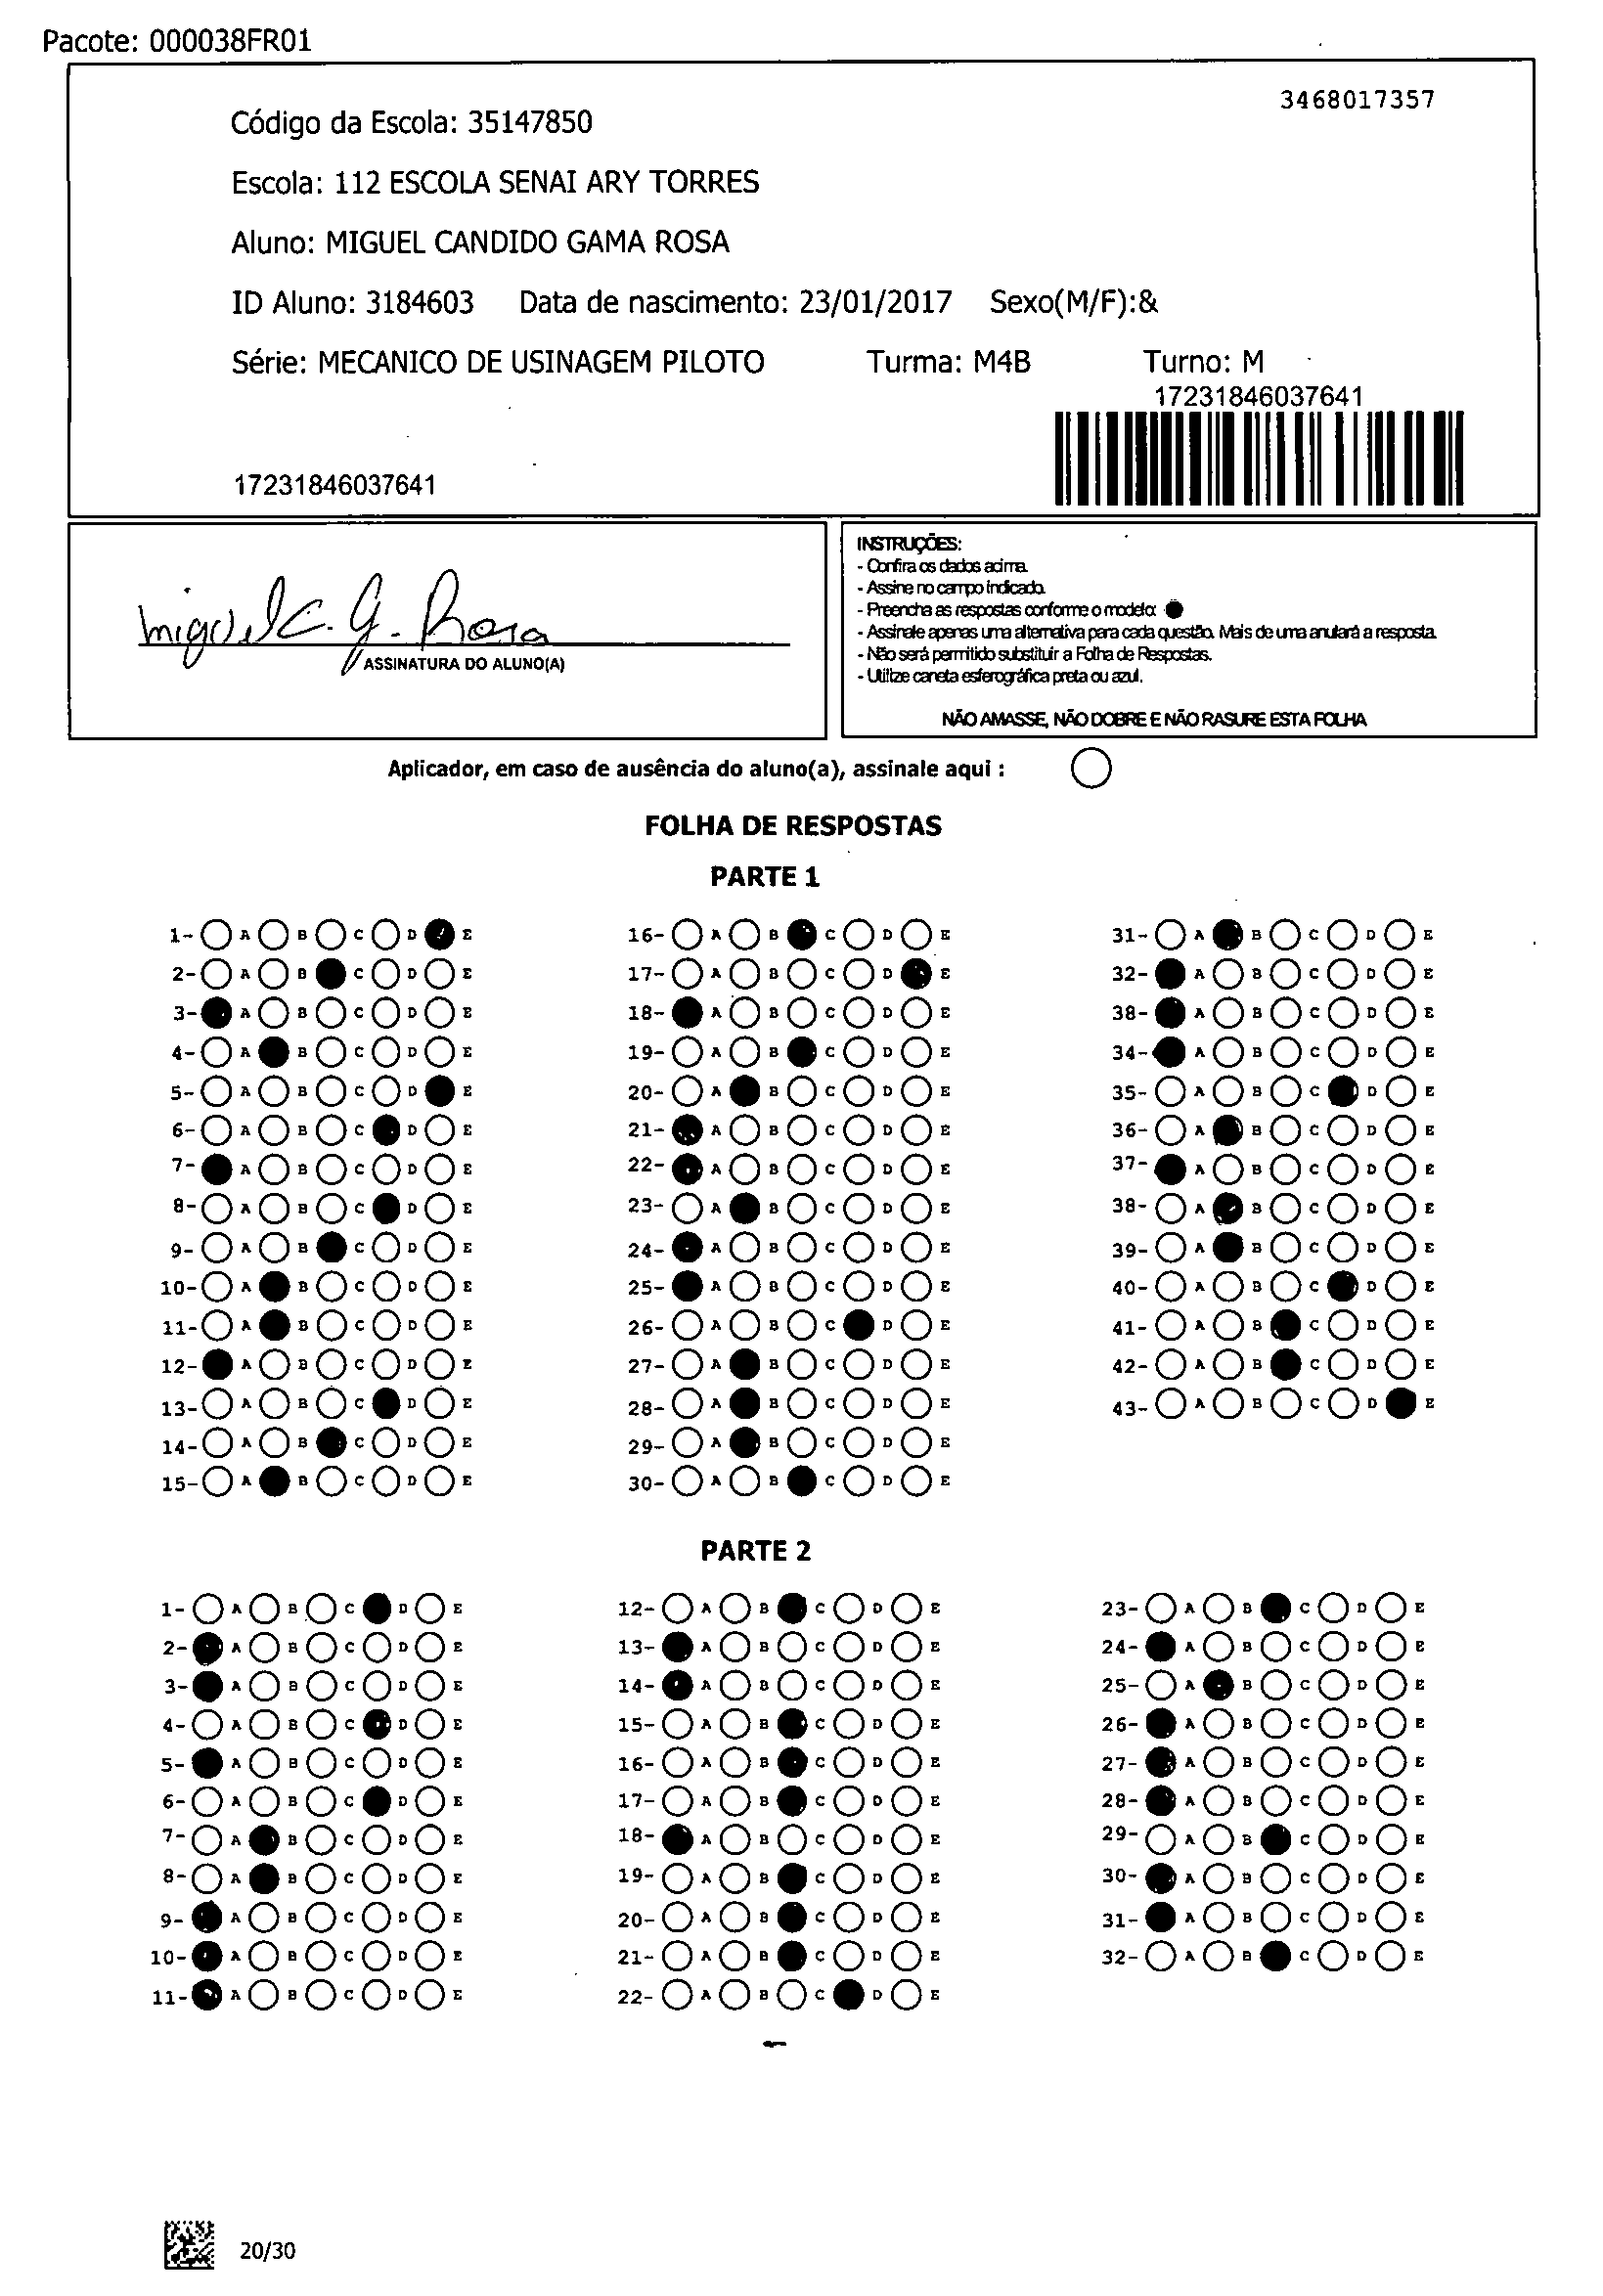 Pacote: 000038FR01
3468017357
Código da Escola: 35147850
Escola: 112 ESCOLA SENAI ARY TORRES
Aluno: MIGUEL CANDIDO GAMA ROSA
ID Aluno: 3184603 Data de nascimento: 23/01/2017 Sexo(M/F):&
Série: MECANICO DE USINAGEM PILOTO Turma: M4B Turno: M
17231846037641
17231846037641
Miguel C. G. Rosa
ASSINATURA DO ALUNO(A)
INSTRUÇÕES:
- Confira os dados acima.
- Assine no campo indicado.
- Preencha as respostas conforme o modelo:
- Assinale apenas uma alternativa para cada questão. Mais de uma anulará a resposta.
- Não será permitido substituir a Folha de Respostas.
- Utilize caneta esferográfica preta ou azul.
NÃO AMASSE, NÃO DOBRE E NÃO RASURE ESTA FOLHA
Aplicador, em caso de ausência do aluno(a), assinale aqui :
FOLHA DE RESPOSTAS
PARTE 1
1- A B C D E 16- A B C D E 31- A B C D E
2- A B C D E 17- A B C D E 32- A B C D E
3- A B C D E 18- A B C D E 38- A B C D E
4- A B C D E 19- A B C D E 34- A B C D E
5- A B C D E 20- A B C D E 35- A B C D E
6- A B C D E 21- A B C D E 36- A B C D E
7- A B C D E 22- A B C D E 37- A B C D E
8- A B C D E 23- A B C D E 38- A B C D E
9- A B C D E 24- A B C D E 39- A B C D E
10- A B C D E 25- A B C D E 40- A B C D E
11- A B C D E 26- A B C D E 41- A B C D E
12- A B C D E 27- A B C D E 42- A B C D E
13- A B C D E 28- A B C D E 43- A B C D E
14- A B C D E 29- A B C D E
15- A B C D E 30- A B C D E
PARTE 2
1- A B C D E 12- A B C D E 23- A B C D E
2- A B C D E 13- A B C D E 24- A B C D E
3- A B C D E 14- A B C D E 25- A B C D E
4- A B C D E 15- A B C D E 26- A B C D E
5- A B C D E 16- A B C D E 27- A B C D E
6- A B C D E 17- A B C D E 28- A B C D E
7- A B C D E 18- A B C D E 29- A B C D E
8- A B C D E 19- A B C D E 30- A B C D E
9- A B C D E 20- A B C D E 31- A B C D E
10- A B C D E 21- A B C D E 32- A B C D E
11- A B C D E 22- A B C D E
20/30